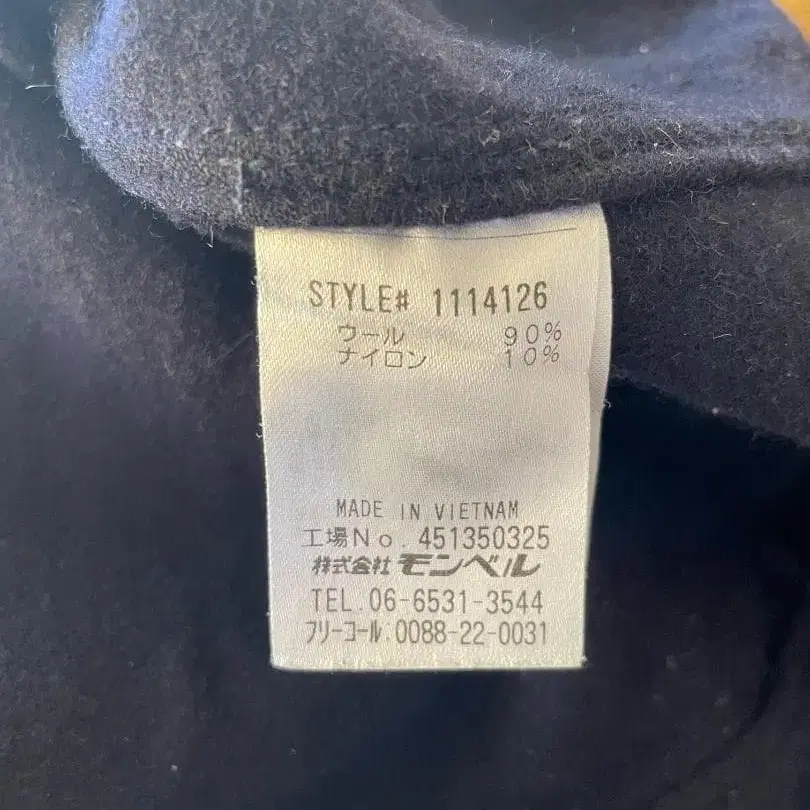 STYLE# 1114126
ウール 90%
ナイロン 10%
MADE IN VIETNAM
工場No. 451350325
株式会社 モンベル
TEL.06-6531-3544
フリーコール:0088-22-0031